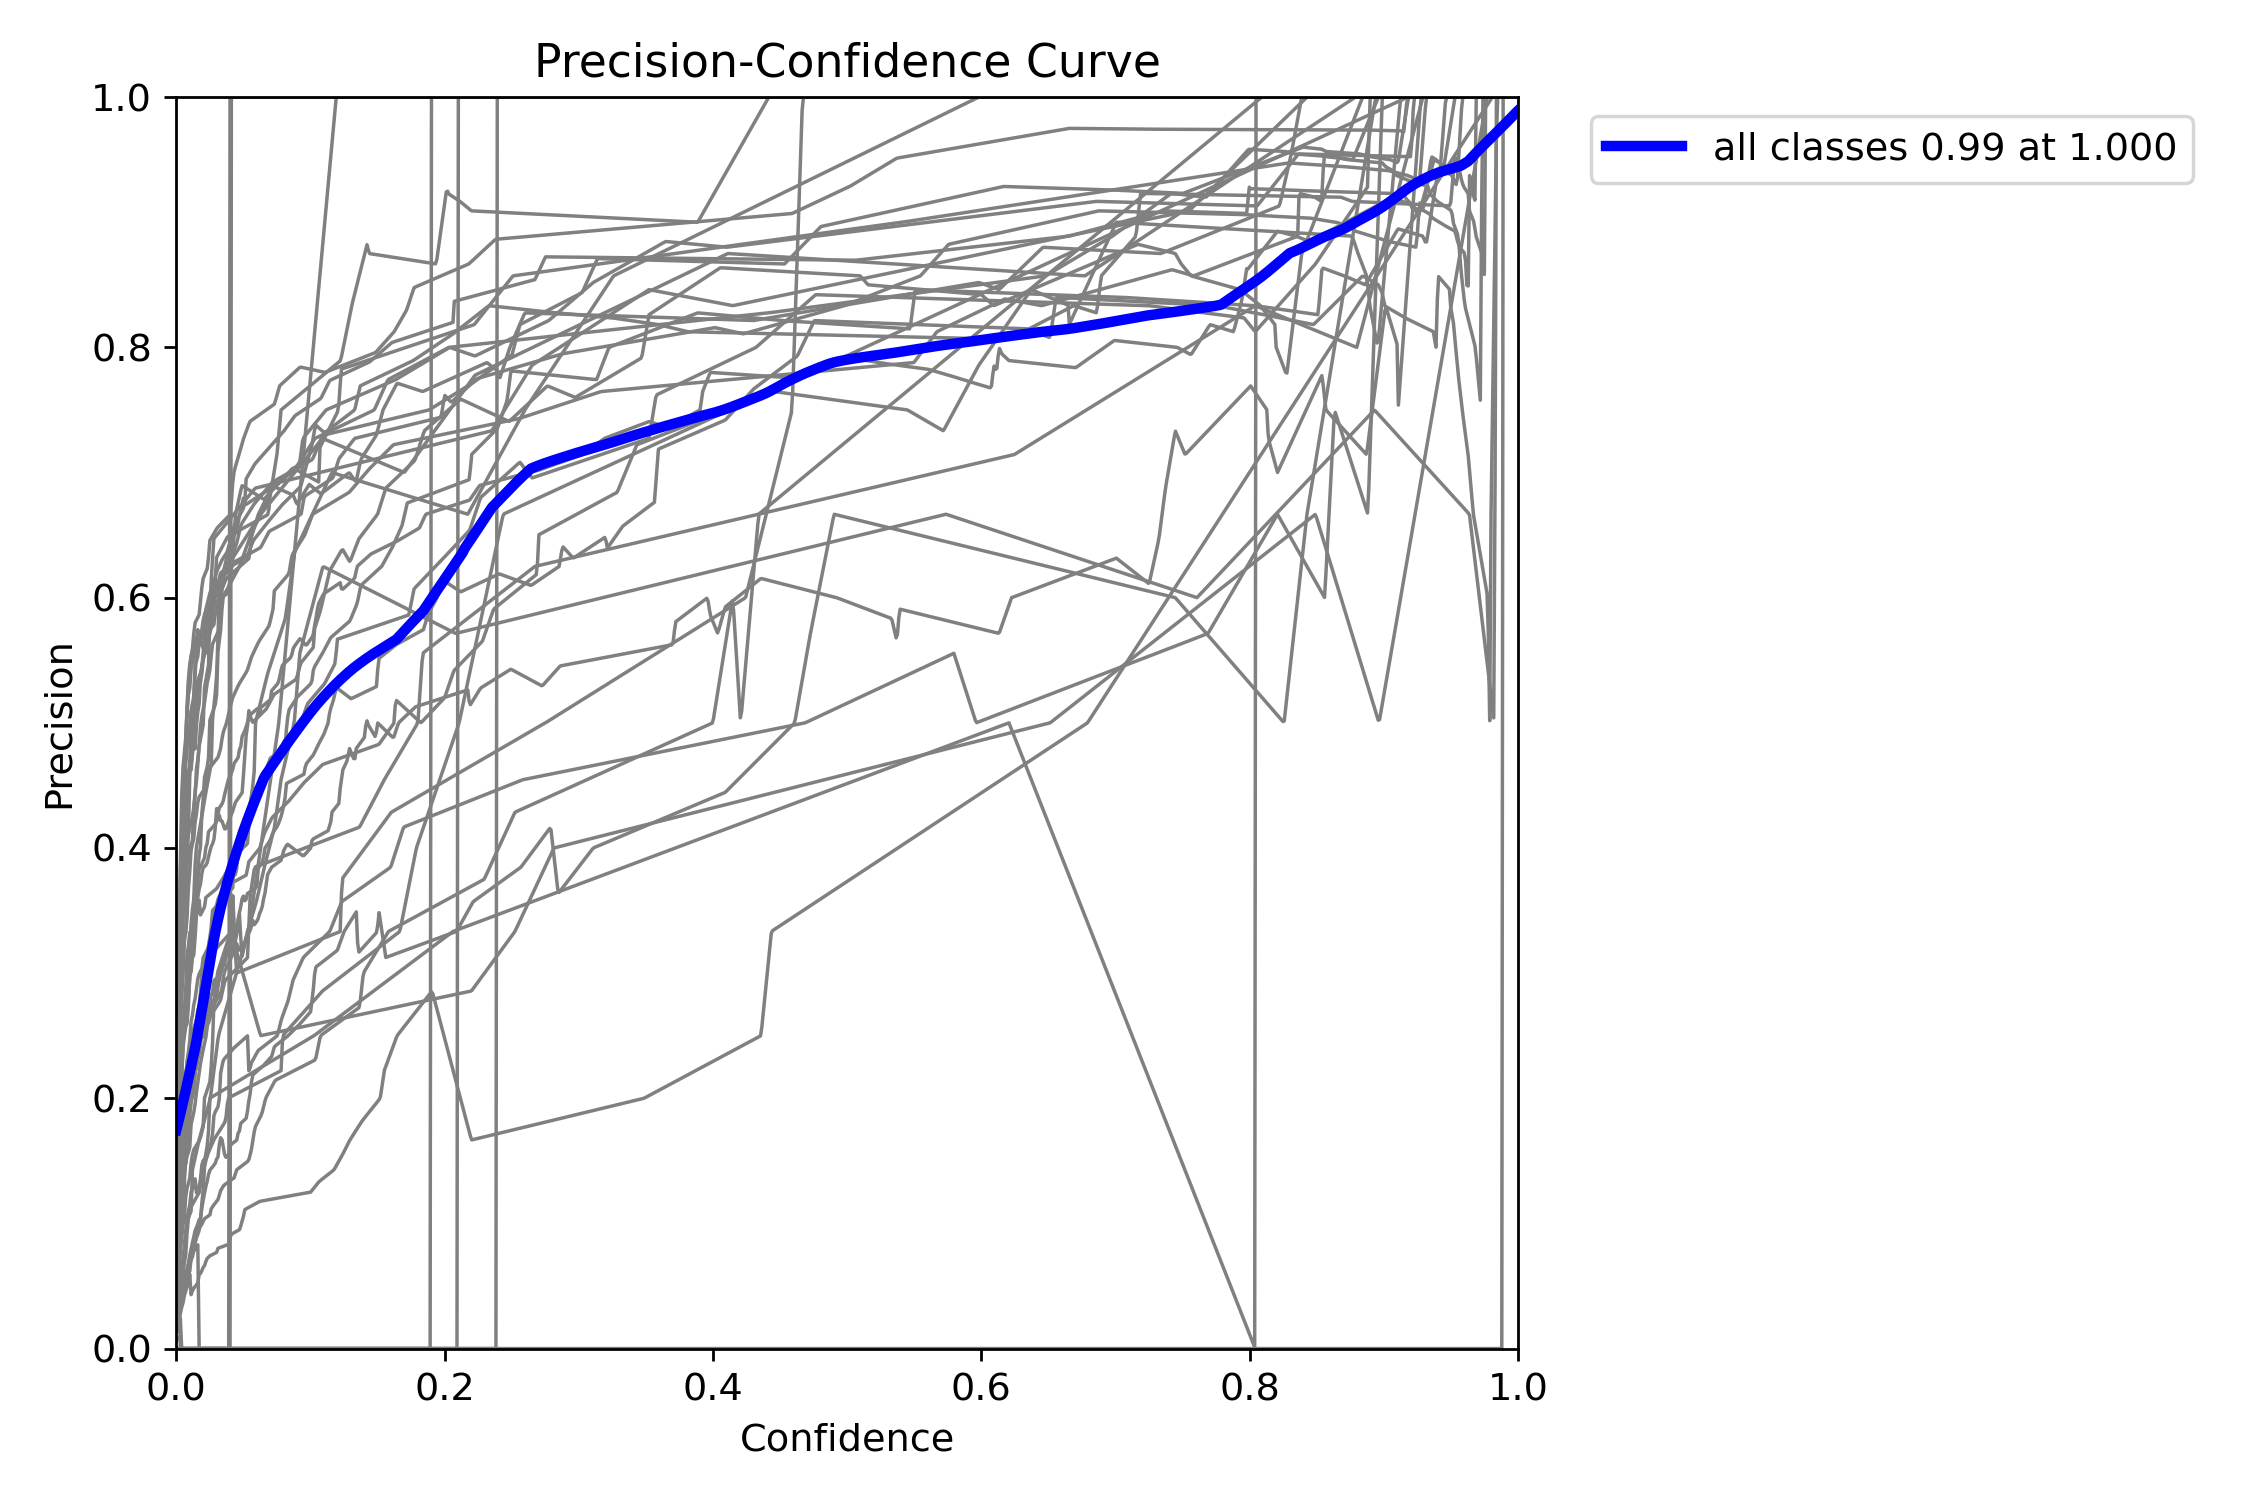 Precision-Confidence Curve
1.0
0.8
0.6
0.4
0.2
0.0
Precision
0.0 0.2 0.4 0.6 0.8 1.0
Confidence
all classes 0.99 at 1.000